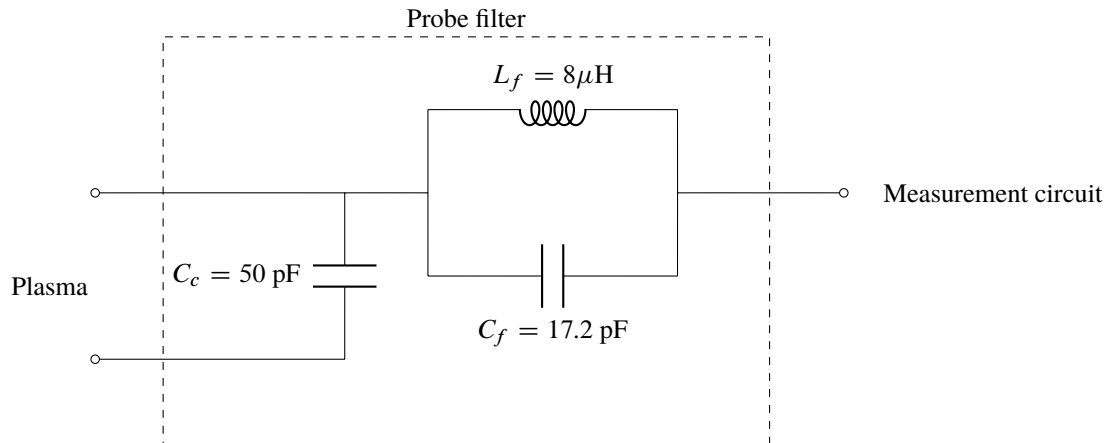 Probe filter
L_f = 8μH
Measurement circuit
C_c = 50 pF
Plasma
C_f = 17.2 pF